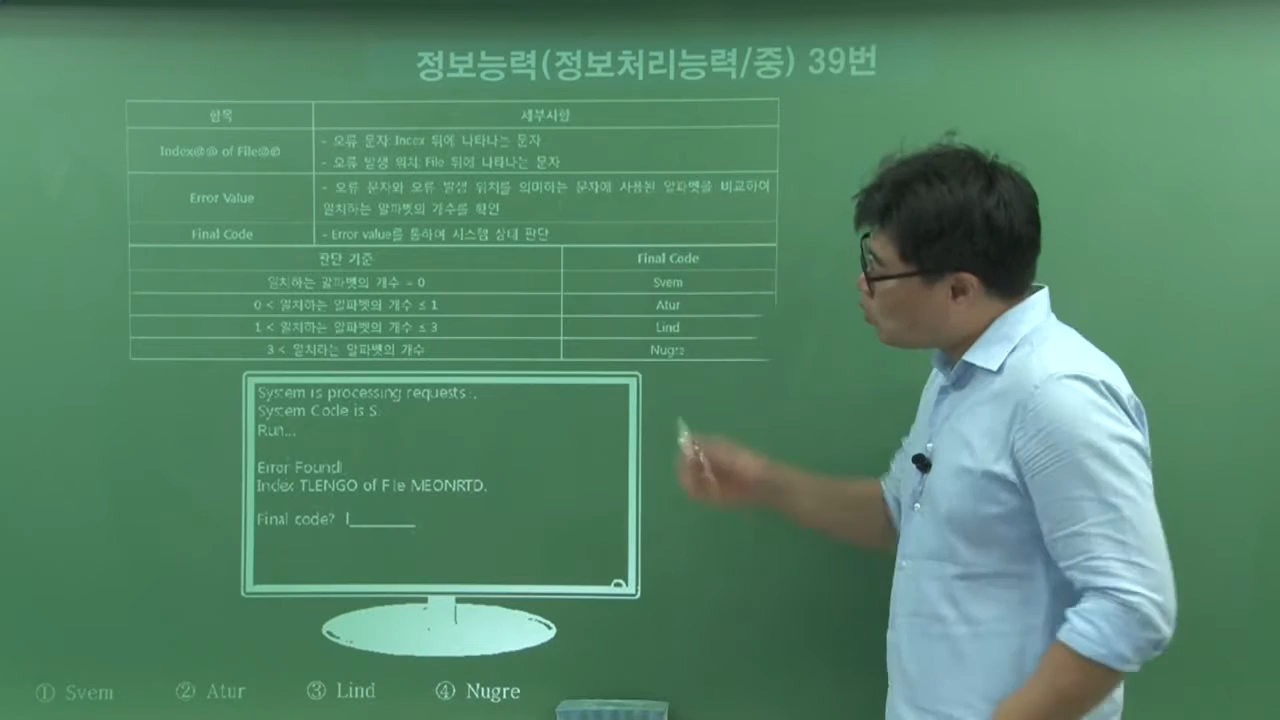 정보능력(정보처리능력/중) 39번
항목 세부사항
Index@@ of File@@
- 오류 문자: Index 뒤에 나타나는 문자
- 오류 발생 위치: File 뒤에 나타나는 문자
Error Value
- 오류 문자와 오류 발생 위치를 의미하는 문자에 사용된 알파벳을 비교하여
일치하는 알파벳의 개수를 확인
Final Code - Error value를 통하여 시스템 상태 판단
판단 기준 Final Code
일치하는 알파벳의 개수 = 0 Svem
0 < 일치하는 알파벳의 개수 ≤ 1 Atur
1 < 일치하는 알파벳의 개수 ≤ 3 Lind
3 < 일치하는 알파벳의 개수 Nugre
System is processing requests...
System Code is S.
Run...
Error Found!
Index TLENGO of File MEONRTD.
Final code? I________
① Svem ② Atur ③ Lind ④ Nugre